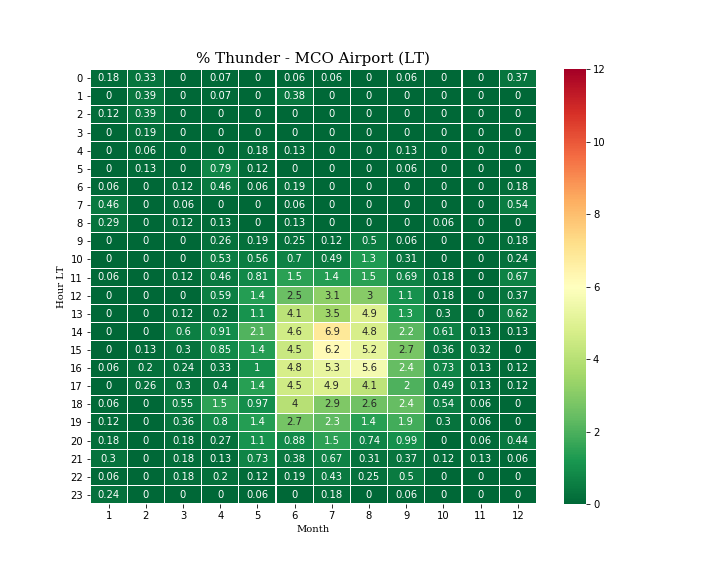 % Thunder - MCO Airport (LT)
0 0.18 0.33 0 0.07 0 0.06 0.06 0 0.06 0 0 0.37
1 0 0.39 0 0.07 0 0.38 0 0 0 0 0 0
2 0.12 0.39 0 0 0 0 0 0 0 0 0 0
3 0 0.19 0 0 0 0 0 0 0 0 0 0
4 0 0.06 0 0 0.18 0.13 0 0 0.13 0 0 0
5 0 0.13 0 0.79 0.12 0 0 0 0.06 0 0 0
6 0.06 0 0.12 0.46 0.06 0.19 0 0 0 0 0 0.18
7 0.46 0 0.06 0 0 0.06 0 0 0 0 0 0.54
8 0.29 0 0.12 0.13 0 0.13 0 0 0 0.06 0 0
9 0 0 0 0.26 0.19 0.25 0.12 0.5 0.06 0 0 0.18
10 0 0 0 0.53 0.56 0.7 0.49 1.3 0.31 0 0 0.24
11 0.06 0 0.12 0.46 0.81 1.5 1.4 1.5 0.69 0.18 0 0.67
12 0 0 0 0.59 1.4 2.5 3.1 3 1.1 0.18 0 0.37
13 0 0 0.12 0.2 1.1 4.1 3.5 4.9 1.3 0.3 0 0.62
14 0 0 0.6 0.91 2.1 4.6 6.9 4.8 2.2 0.61 0.13 0.13
15 0 0.13 0.3 0.85 1.4 4.5 6.2 5.2 2.7 0.36 0.32 0
16 0.06 0.2 0.24 0.33 1 4.8 5.3 5.6 2.4 0.73 0.13 0.12
17 0 0.26 0.3 0.4 1.4 4.5 4.9 4.1 2 0.49 0.13 0.12
18 0.06 0 0.55 1.5 0.97 4 2.9 2.6 2.4 0.54 0.06 0
19 0.12 0 0.36 0.8 1.4 2.7 2.3 1.4 1.9 0.3 0.06 0
20 0.18 0 0.18 0.27 1.1 0.88 1.5 0.74 0.99 0 0.06 0.44
21 0.3 0 0.18 0.13 0.73 0.38 0.67 0.31 0.37 0.12 0.13 0.06
22 0.06 0 0.18 0.2 0.12 0.19 0.43 0.25 0.5 0 0 0
23 0.24 0 0 0 0.06 0 0.18 0 0.06 0 0 0
1 2 3 4 5 6 7 8 9 10 11 12
Month
Hour LT
12
10
8
6
4
2
0